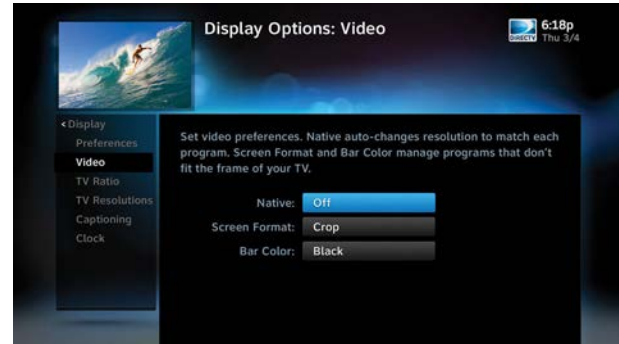 Display Options: Video
DIRECTV
6:18p
Thu 3/4
<Display
Preferences
Video
TV Ratio
TV Resolutions
Captioning
Clock
Set video preferences. Native auto-changes resolution to match each
program. Screen Format and Bar Color manage programs that don't
fit the frame of your TV.
Native: Off
Screen Format: Crop
Bar Color: Black